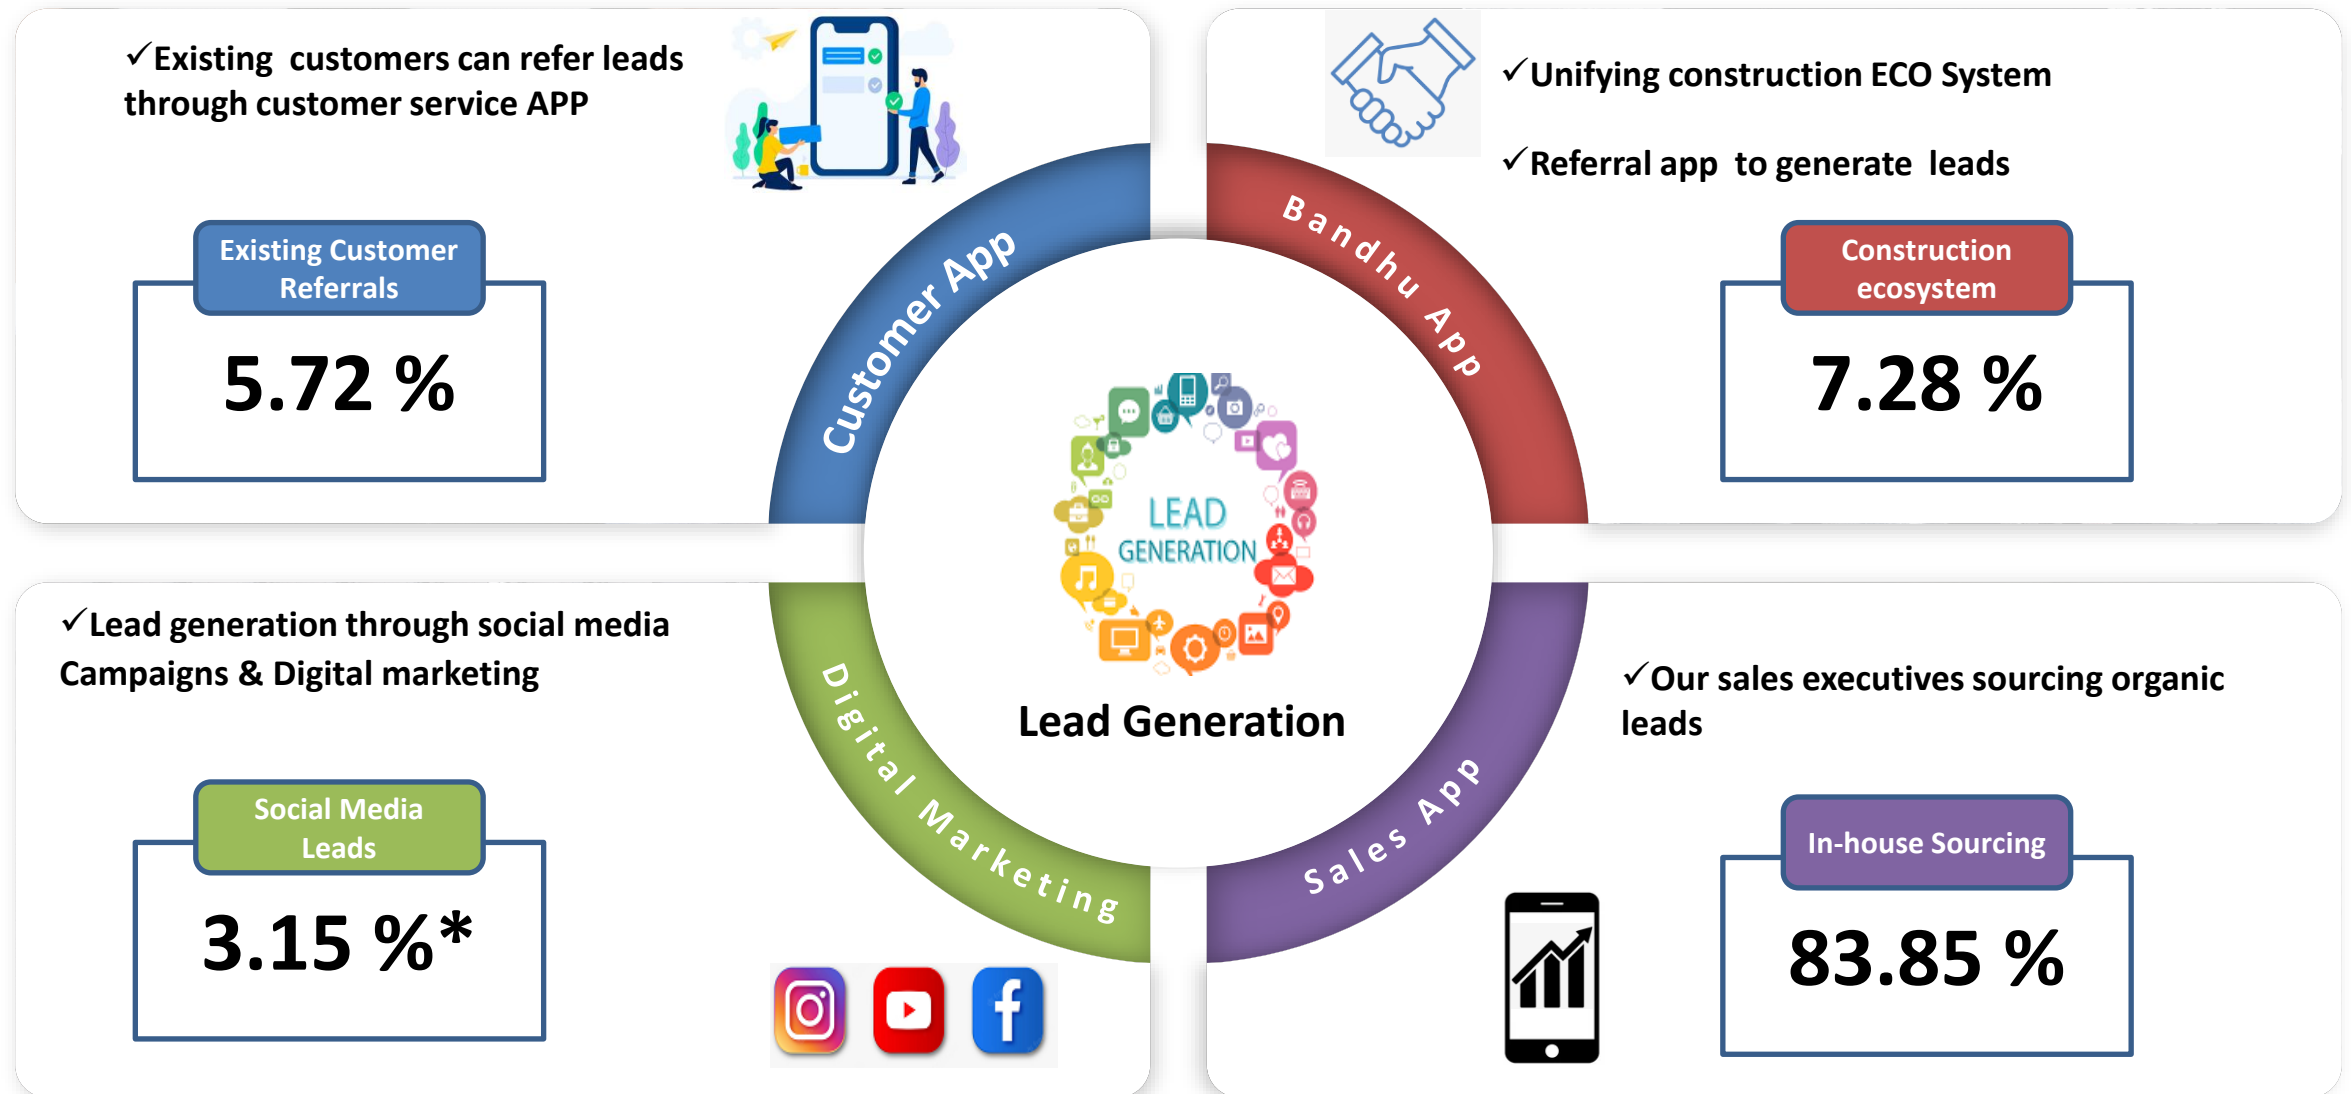 ✓Existing customers can refer leads
through customer service APP
Existing Customer
Referrals
5.72 %
Customer App
✓Unifying construction ECO System
✓Referral app to generate leads
Construction
ecosystem
7.28 %
Bandhu App
LEAD
GENERATION
Lead Generation
✓Lead generation through social media
Campaigns & Digital marketing
Social Media
Leads
3.15 %*
Digital Marketing
✓Our sales executives sourcing organic
leads
In-house Sourcing
83.85 %
Sales App